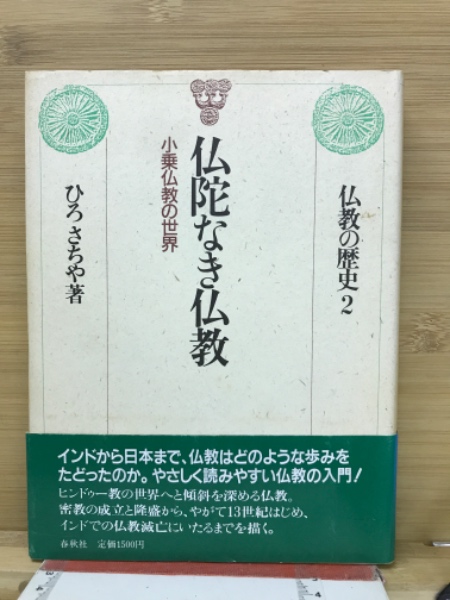 仏教の歴史2
仏陀なき仏教
小乗仏教の世界
ひろさちや著
インドから日本まで、仏教はどのような歩みを
たどったのか。やさしく読みやすい仏教の入門!
ヒンドゥー教の世界へと傾斜を深める仏教。
密教の成立と隆盛から、やがて13世紀はじめ、
インドでの仏教滅亡にいたるまでを描く。
春秋社 定価1500円